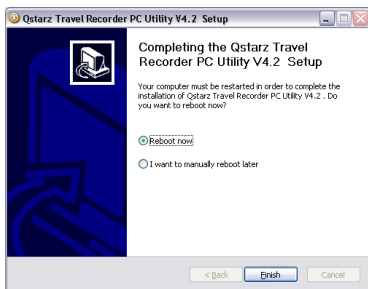 Qstarz Travel Recorder PC Utility V4.2 Setup
Completing the Qstarz Travel
Recorder PC Utility V4.2 Setup
Your computer must be restarted in order to complete the
installation of Qstarz Travel Recorder PC Utility V4.2 . Do
you want to reboot now?
Reboot now
I want to manually reboot later
< Back Finish Cancel